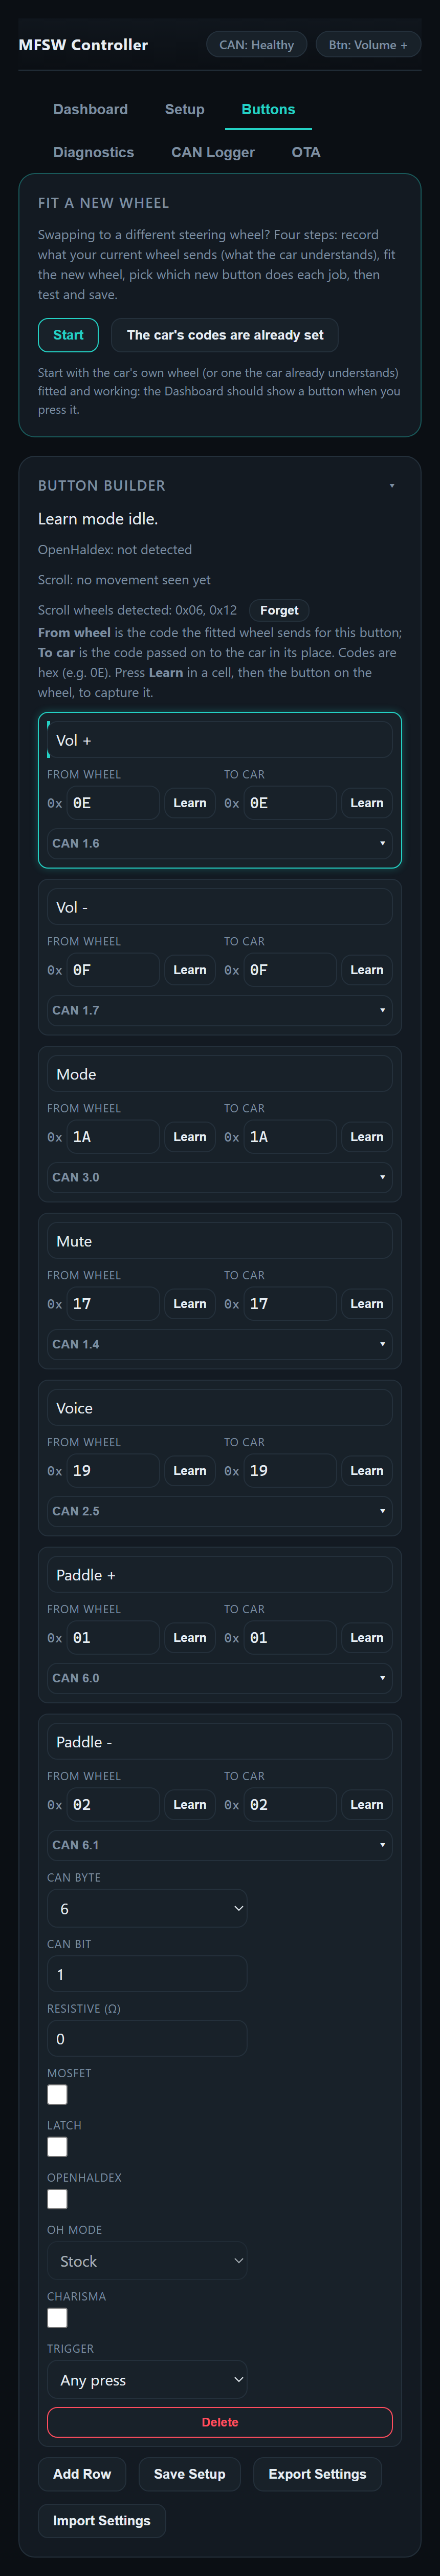 MFSW Controller
CAN: Healthy
Btn: Volume +
Dashboard
Setup
Buttons
Diagnostics
CAN Logger
OTA
FIT A NEW WHEEL
Swapping to a different steering wheel? Four steps: record
what your current wheel sends (what the car understands), fit
the new wheel, pick which new button does each job, then
test and save.
Start
The car's codes are already set
Start with the car's own wheel (or one the car already understands)
fitted and working: the Dashboard should show a button when you
press it.
BUTTON BUILDER
Learn mode idle.
OpenHaldex: not detected
Scroll: no movement seen yet
Scroll wheels detected: 0x06, 0x12
Forget
From wheel is the code the fitted wheel sends for this button;
To car is the code passed on to the car in its place. Codes are
hex (e.g. 0E). Press Learn in a cell, then the button on the
wheel, to capture it.
Vol +
FROM WHEEL
TO CAR
0x 0E Learn
0x 0E Learn
CAN 1.6
Vol -
FROM WHEEL
TO CAR
0x 0F Learn
0x 0F Learn
CAN 1.7
Mode
FROM WHEEL
TO CAR
0x 1A Learn
0x 1A Learn
CAN 3.0
Mute
FROM WHEEL
TO CAR
0x 17 Learn
0x 17 Learn
CAN 1.4
Voice
FROM WHEEL
TO CAR
0x 19 Learn
0x 19 Learn
CAN 2.5
Paddle +
FROM WHEEL
TO CAR
0x 01 Learn
0x 01 Learn
CAN 6.0
Paddle -
FROM WHEEL
TO CAR
0x 02 Learn
0x 02 Learn
CAN 6.1
CAN BYTE
6
CAN BIT
1
RESISTIVE (Ω)
0
MOSFET
LATCH
OPENHALDEX
OH MODE
Stock
CHARISMA
TRIGGER
Any press
Delete
Add Row
Save Setup
Export Settings
Import Settings